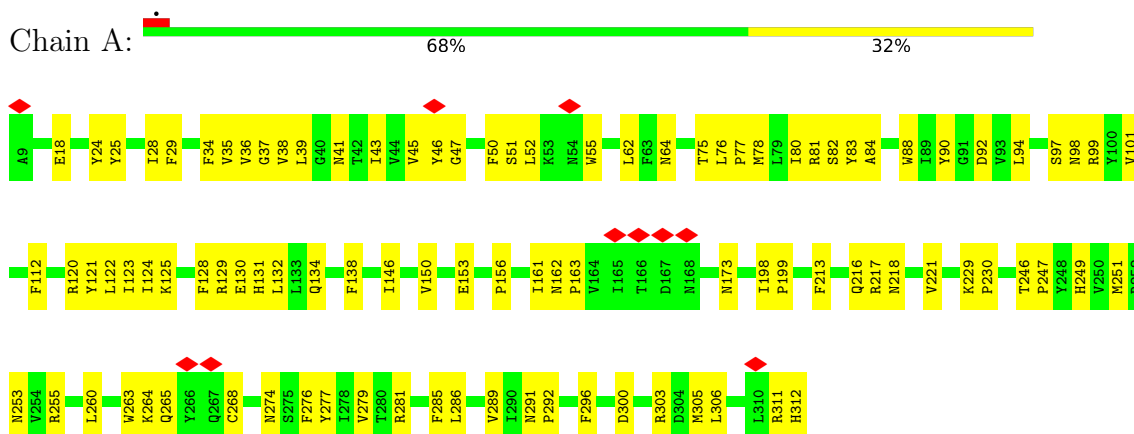 Chain A:
68% 32%
A9 E18 Y24 Y25 I28 F29 F34 V35 V36 G37 V38 L39 G40 N41 T42 I43 V44 V45 Y46 G47 F50 S51 L52 K53 N54 W55 L62 F63 N64 T75 L76 P77 M78 L79 I80 R81 S82 Y83 A84 W88 I89 Y90 G91 D92 V93 L94 S97 N98 R99 Y100 V101
F112 R120 Y121 L122 I123 I124 K125 F128 R129 E130 H131 L132 L133 Q134 F138 I146 V150 E153 P156 I161 N162 P163 V164 I165 T166 D167 N168 N173 I198 P199 F213 Q216 R217 N218 V221 K229 P230 T246 P247 Y248 H249 V250 M251
N253 V254 R255 L260 W263 K264 Q265 Y266 Q267 C268 N274 S275 F276 Y277 I278 V279 T280 R281 F285 L286 V289 I290 N291 P292 F296 D300 R303 D304 M305 L306 L310 R311 H312